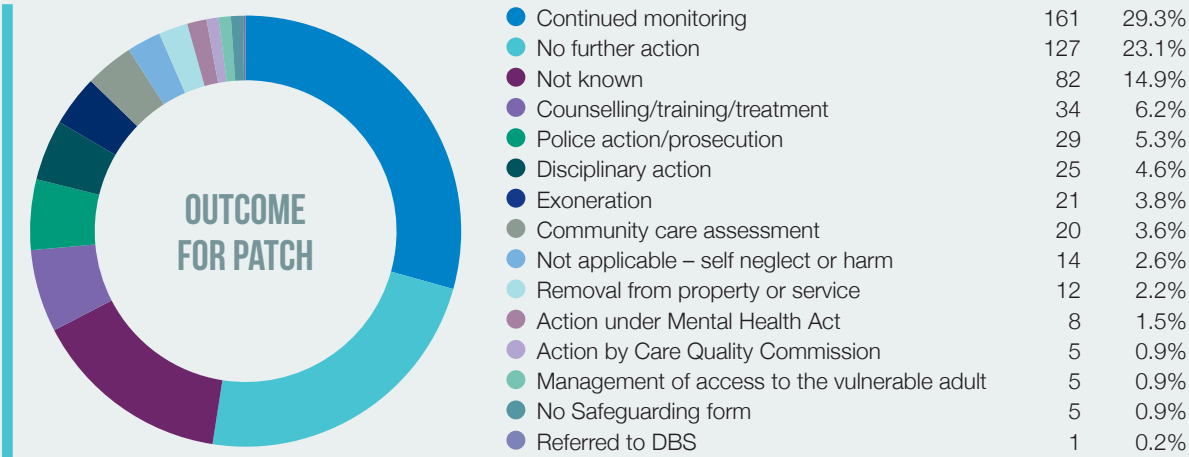 OUTCOME
FOR PATCH
Continued monitoring 161 29.3%
No further action 127 23.1%
Not known 82 14.9%
Counselling/training/treatment 34 6.2%
Police action/prosecution 29 5.3%
Disciplinary action 25 4.6%
Exoneration 21 3.8%
Community care assessment 20 3.6%
Not applicable – self neglect or harm 14 2.6%
Removal from property or service 12 2.2%
Action under Mental Health Act 8 1.5%
Action by Care Quality Commission 5 0.9%
Management of access to the vulnerable adult 5 0.9%
No Safeguarding form 5 0.9%
Referred to DBS 1 0.2%